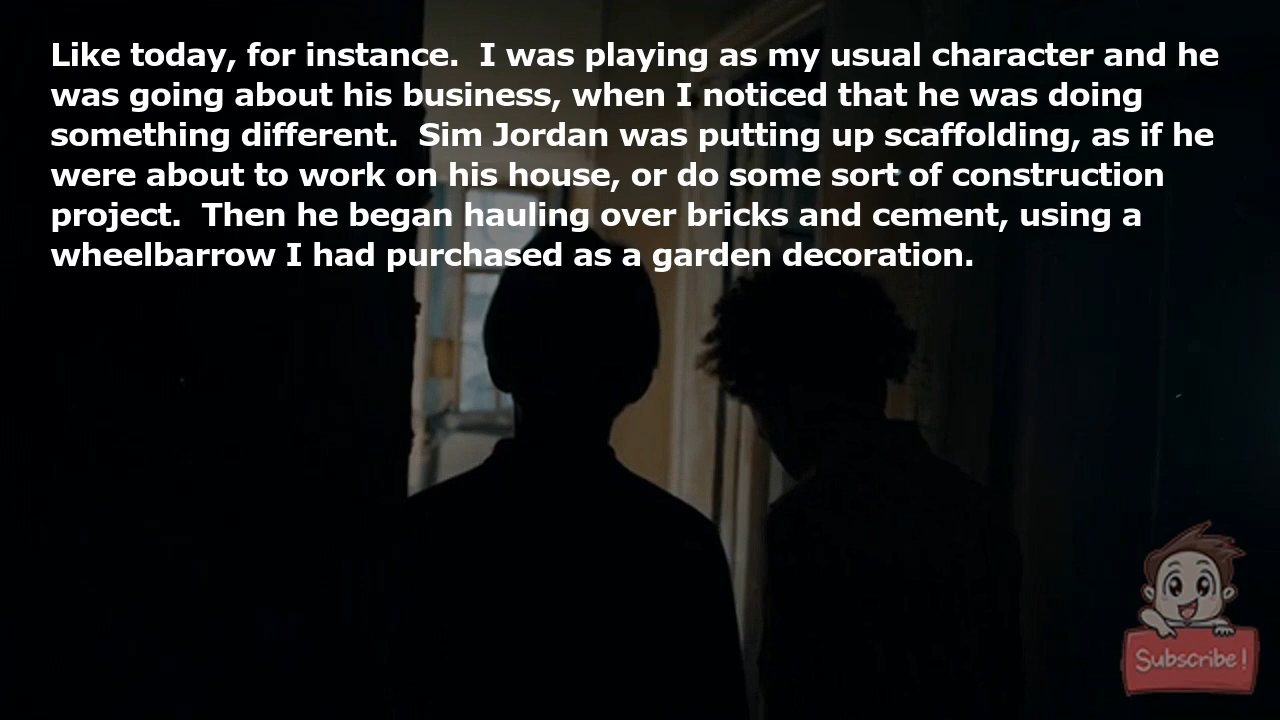 Like today, for instance.  I was playing as my usual character and he
was going about his business, when I noticed that he was doing
something different.  Sim Jordan was putting up scaffolding, as if he
were about to work on his house, or do some sort of construction
project.  Then he began hauling over bricks and cement, using a
wheelbarrow I had purchased as a garden decoration.
Subscribe!